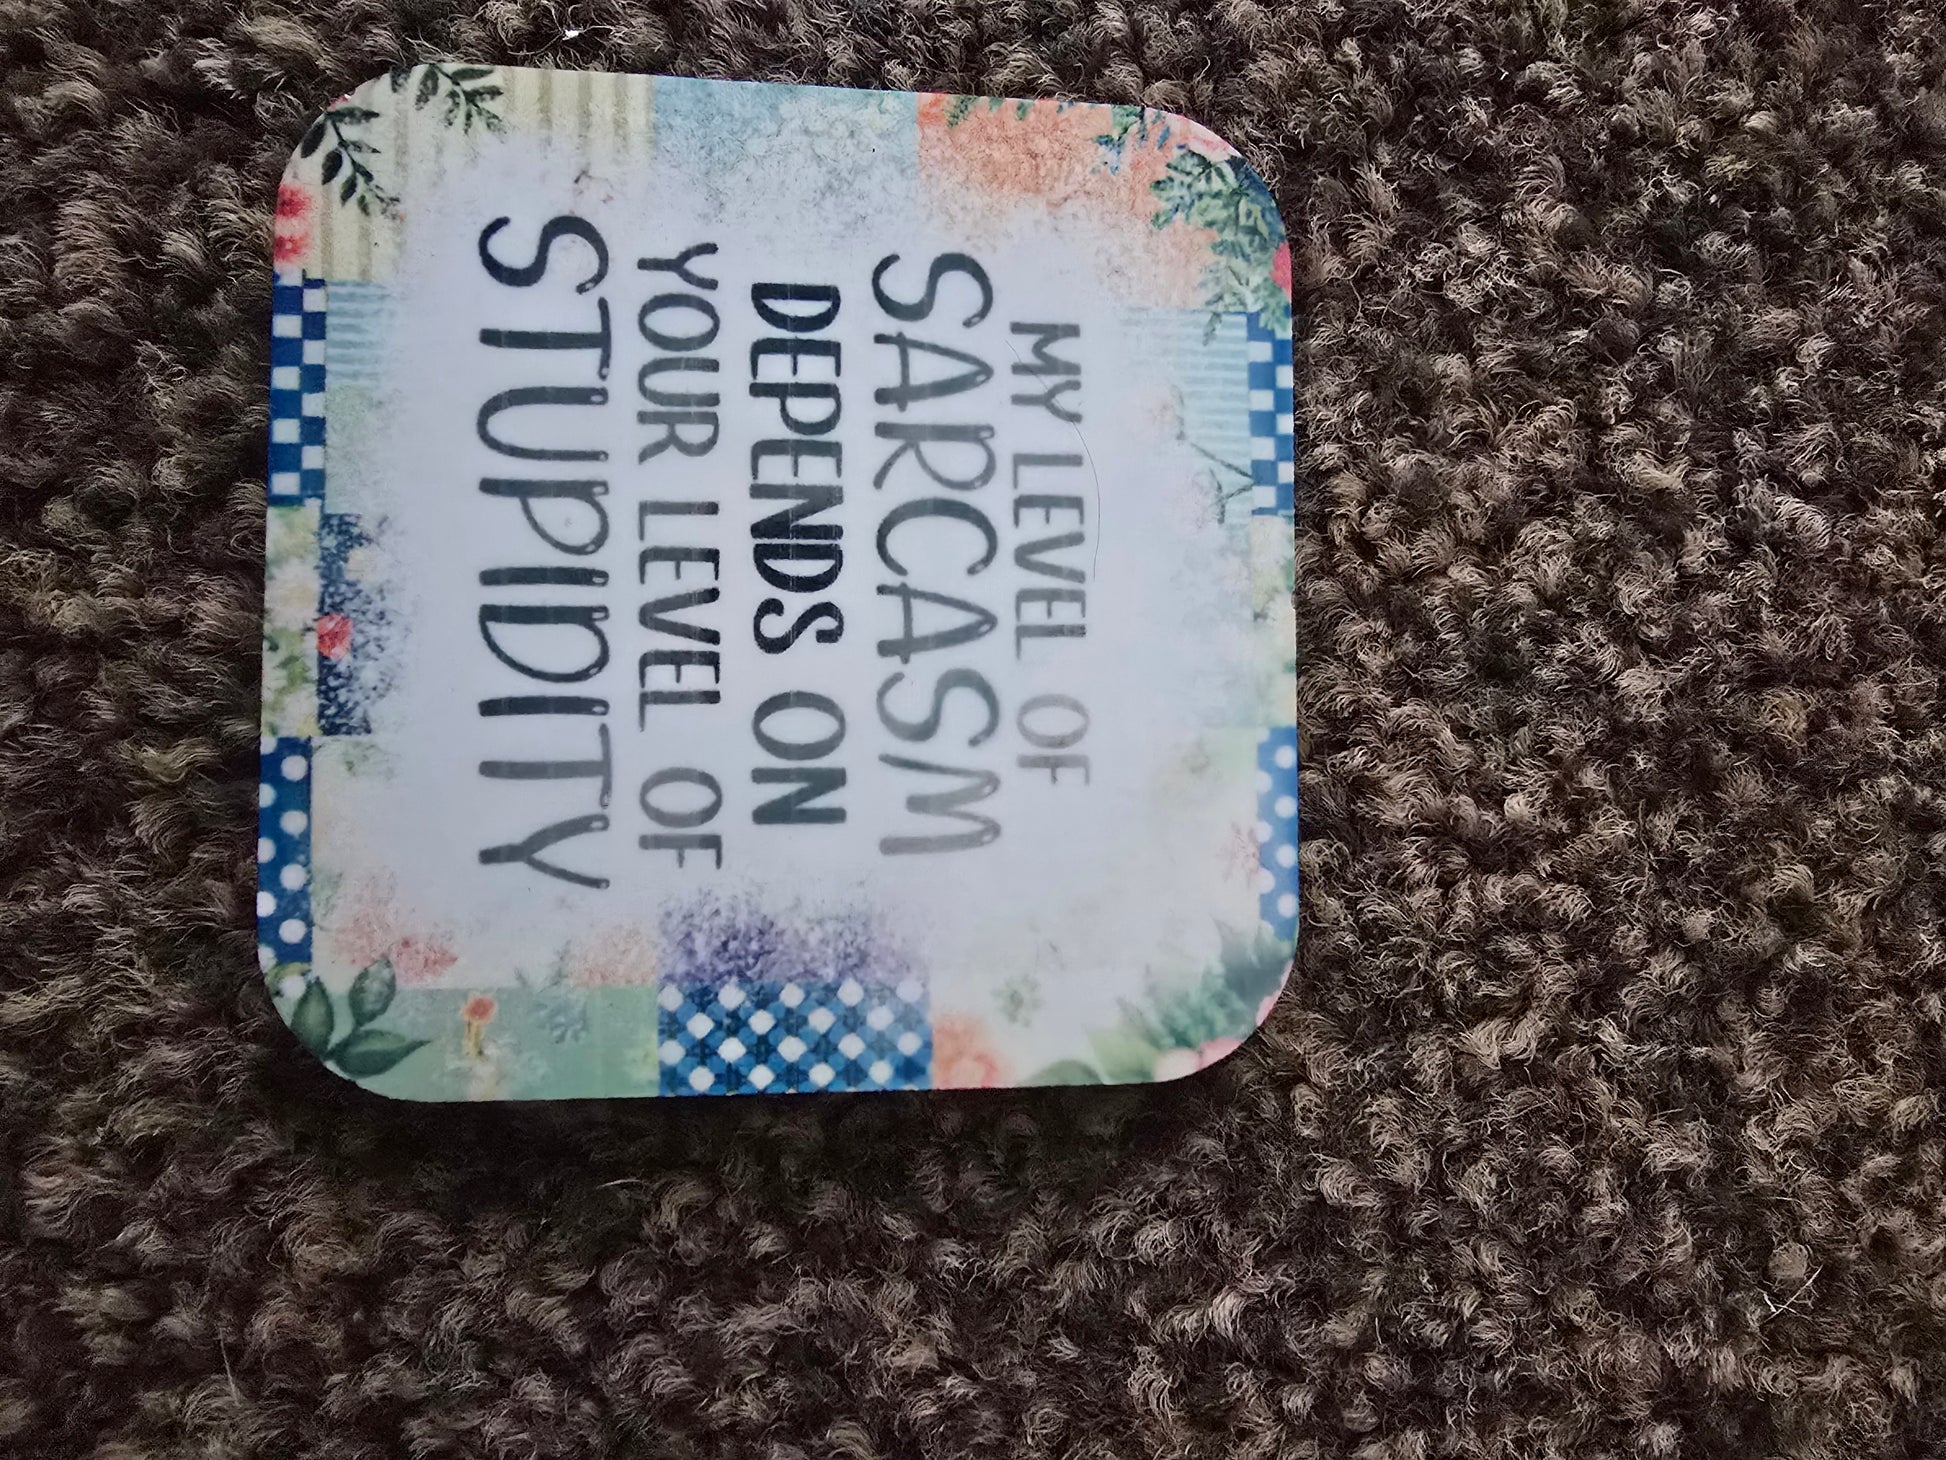 MY LEVEL OF
SARCASM
DEPENDS ON
YOUR LEVEL OF
STUPIDITY